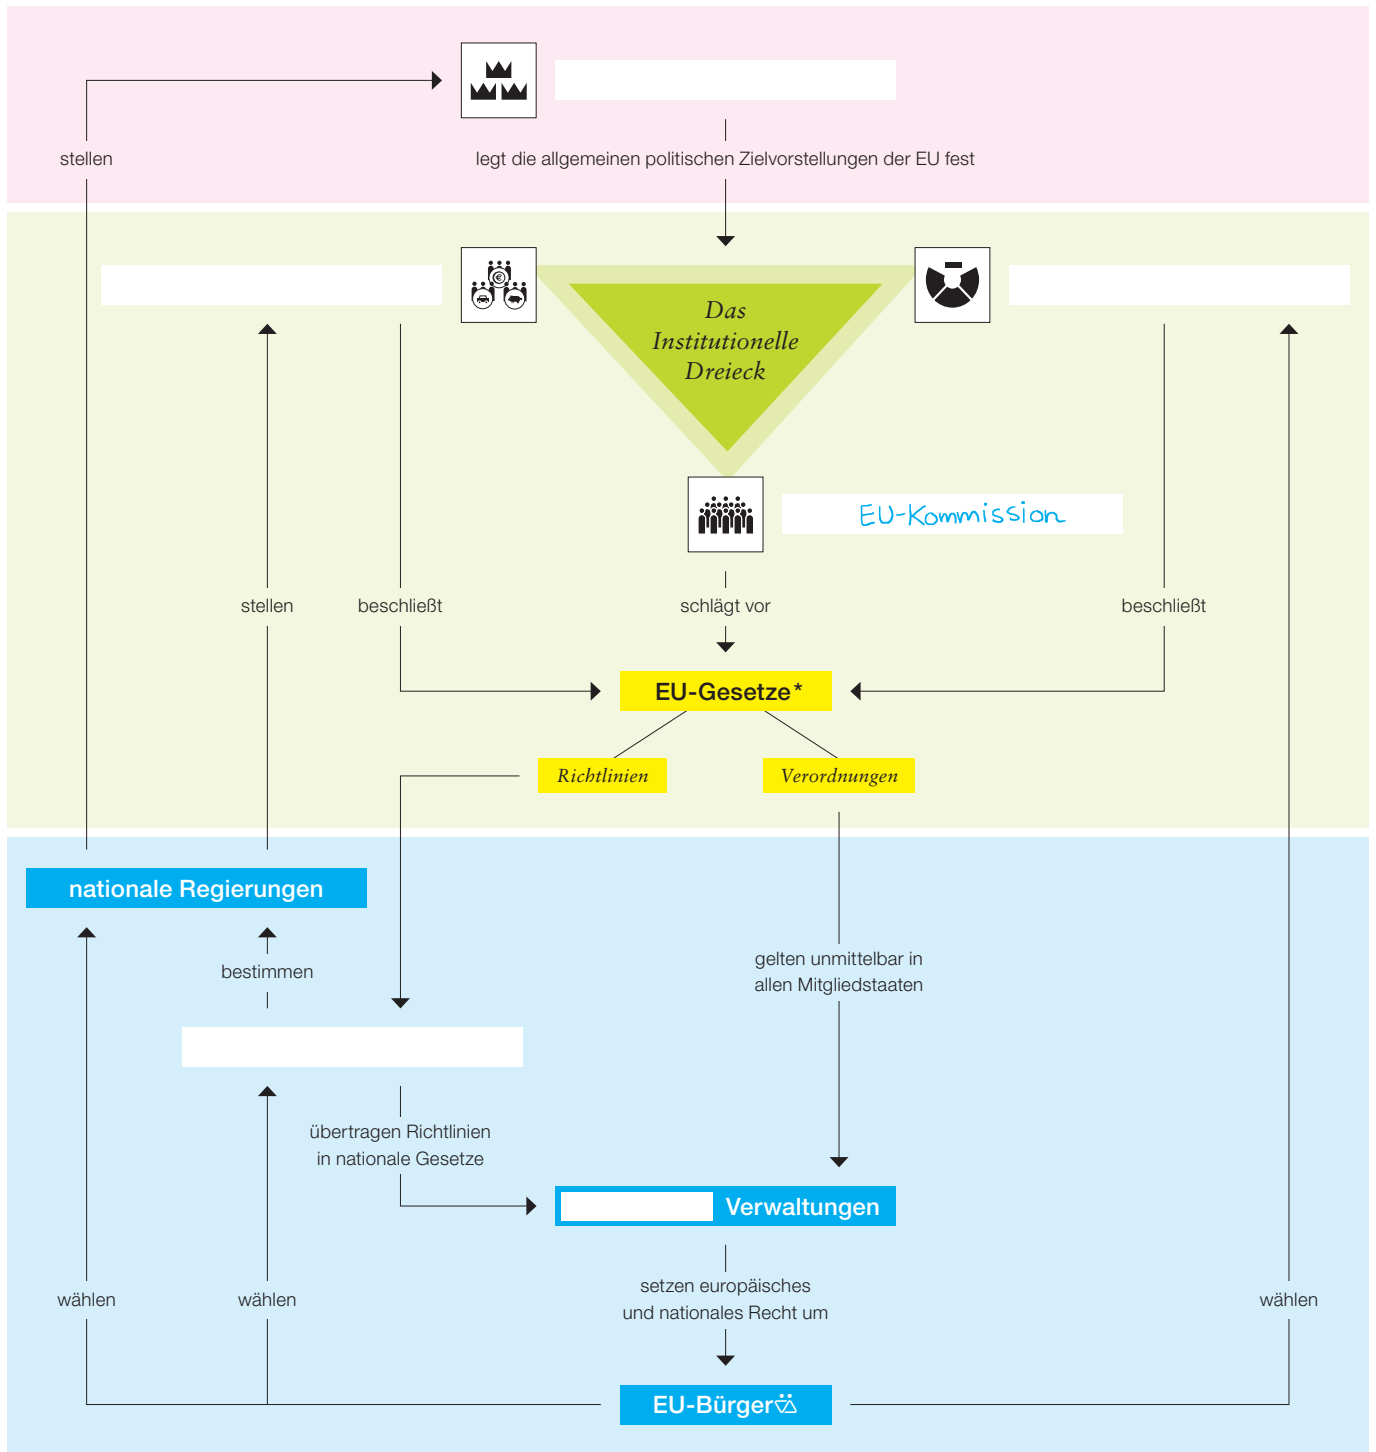 stellen
legt die allgemeinen politischen Zielvorstellungen der EU fest
€
Das
Institutionelle
Dreieck
EU-Kommission
stellen
beschließt
schlägt vor
beschließt
EU-Gesetze*
Richtlinien
Verordnungen
nationale Regierungen
bestimmen
gelten unmittelbar in
allen Mitgliedstaaten
übertragen Richtlinien
in nationale Gesetze
Verwaltungen
setzen europäisches
und nationales Recht um
wählen
wählen
wählen
EU-Bürger